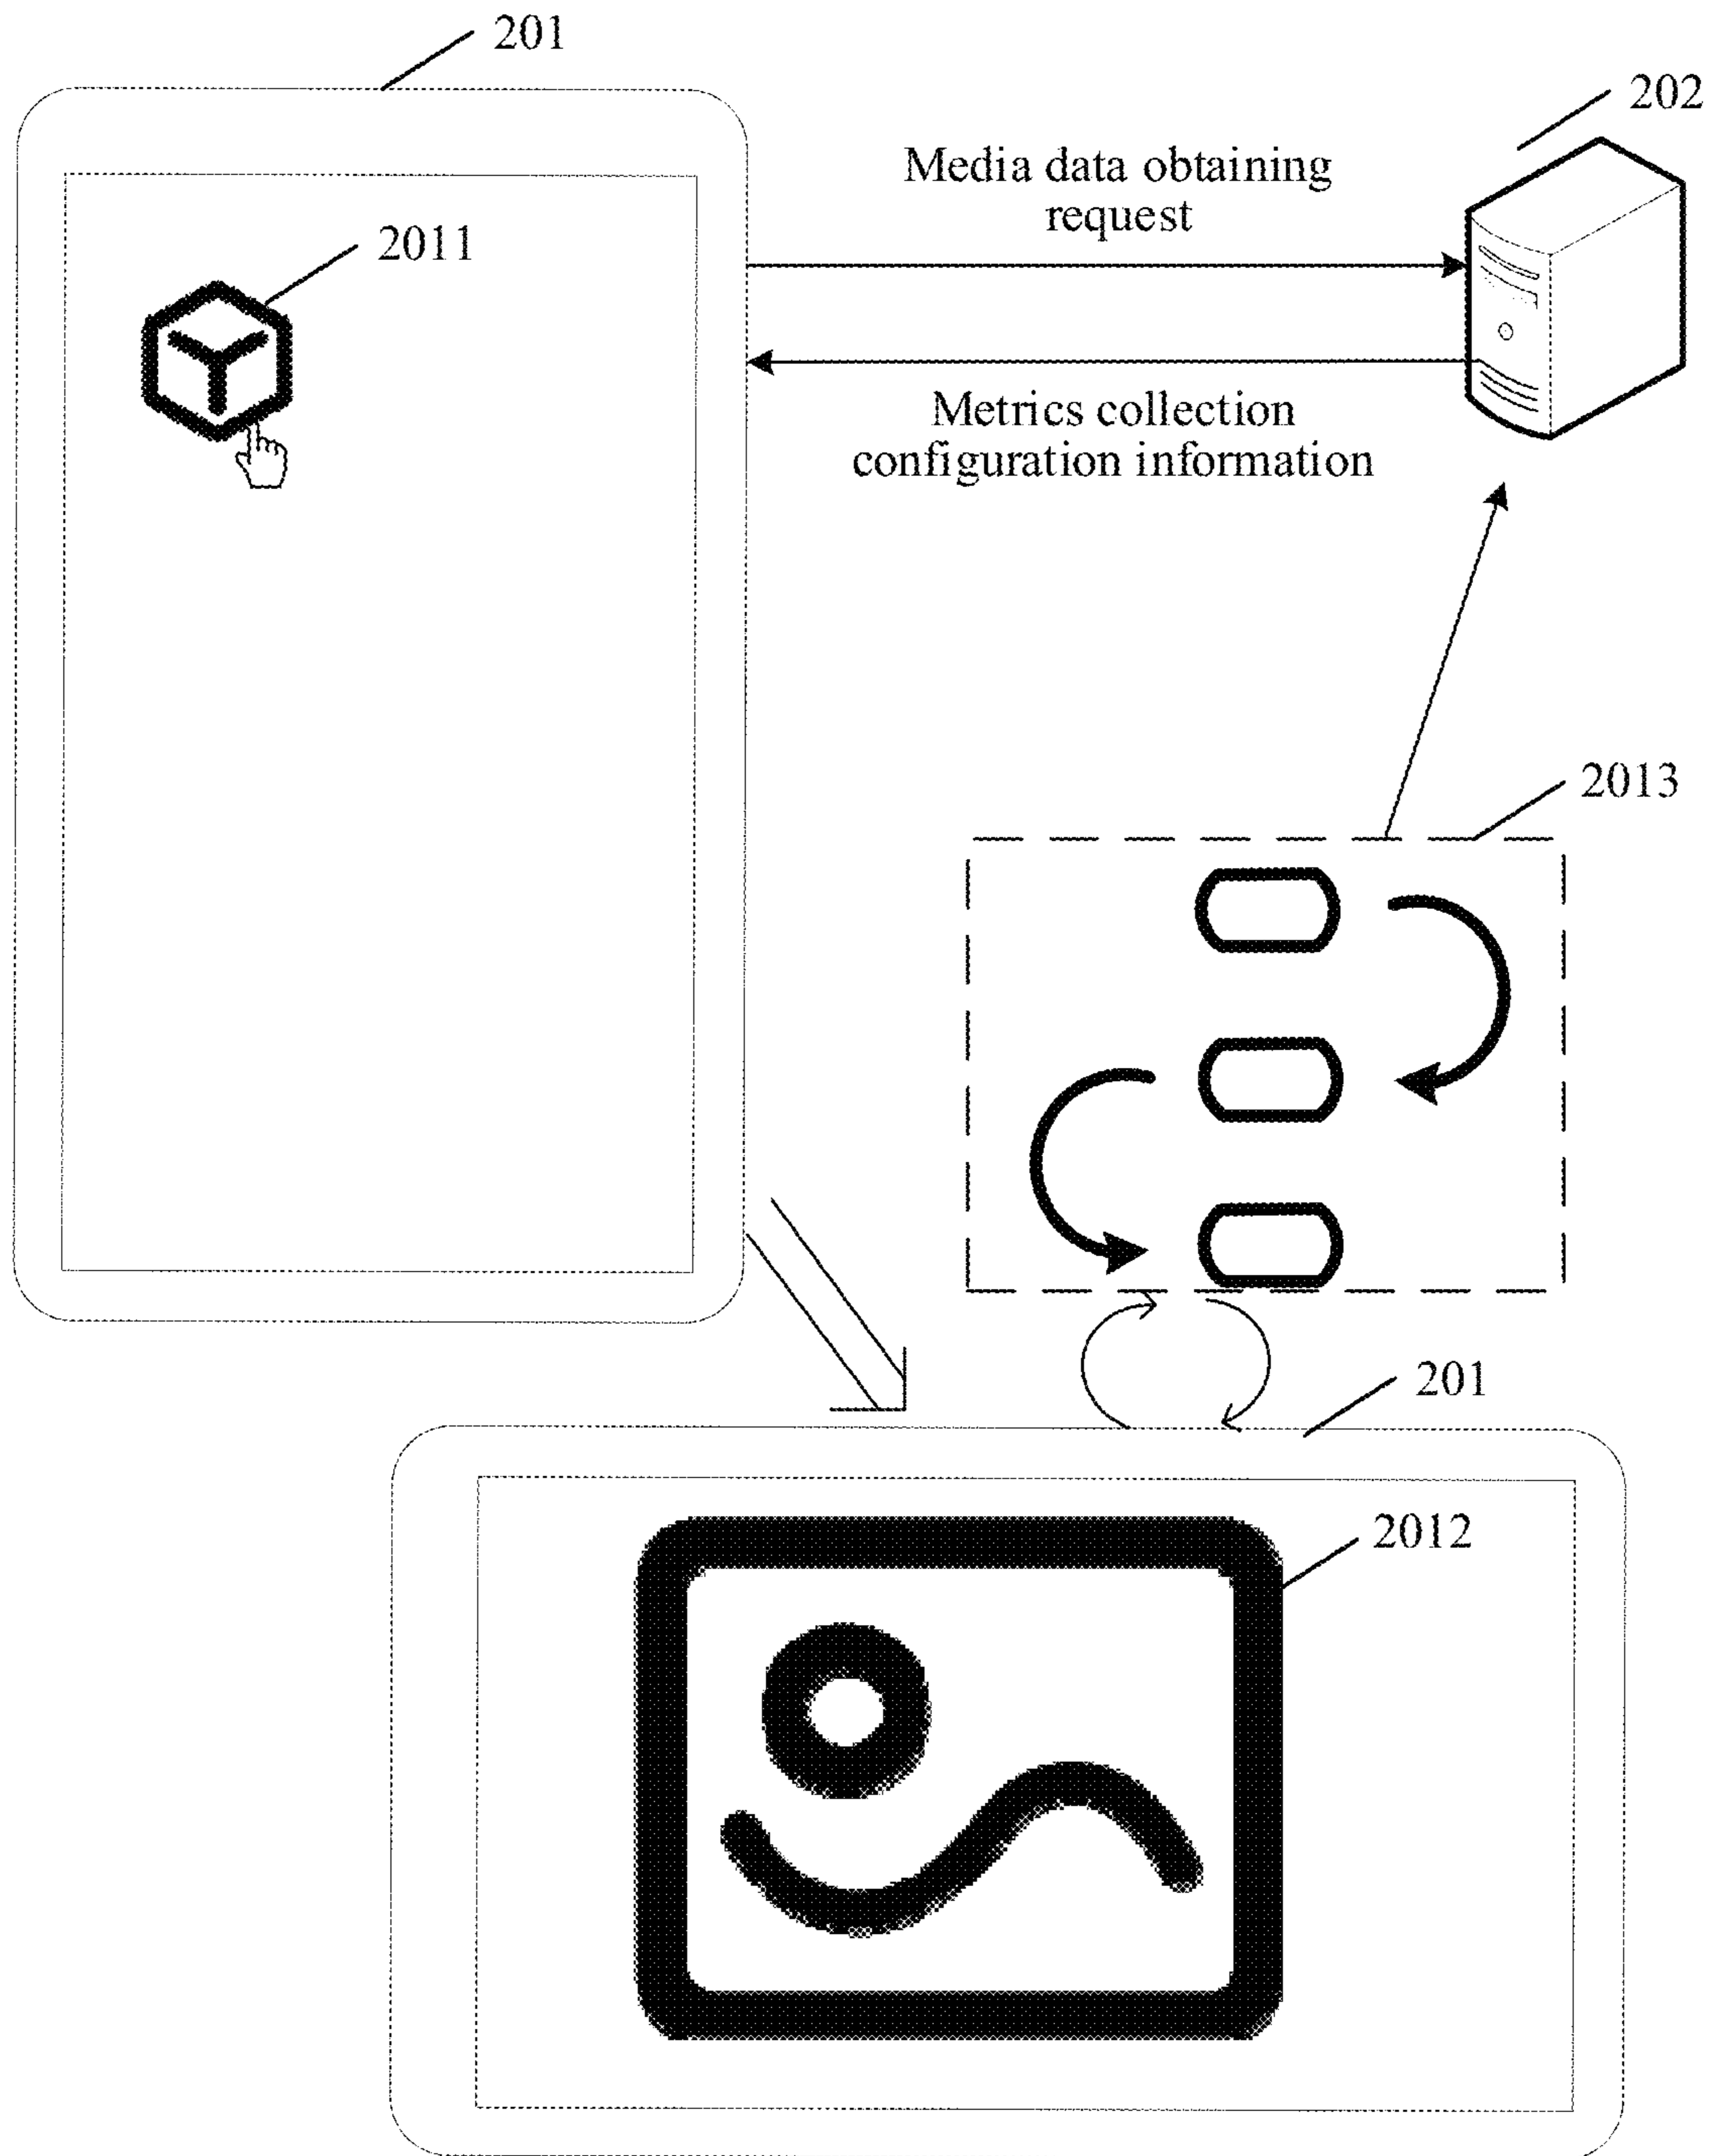 201
202
Media data obtaining
request
2011
Metrics collection
configuration information
2013
201
2012